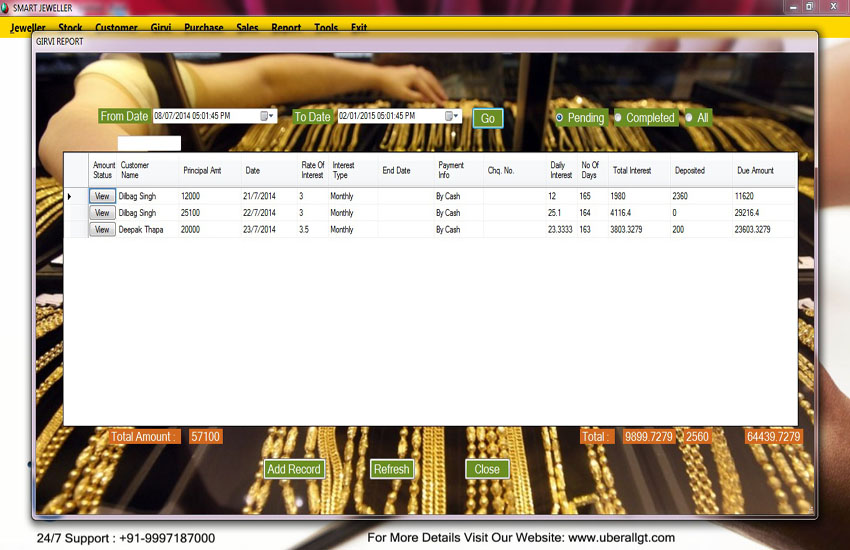 SMART JEWELLER
Jeweller Stock Customer Girvi Purchase Sales Report Tools Exit
GIRVI REPORT
From Date 08/07/2014 05:01:45 PM To Date 02/01/2015 05:01:45 PM Go Pending Completed All
Amount Status Customer Name Principal Amt Date Rate Of Interest Interest Type End Date Payment Info Chq. No. Daily Interest No Of Days Total Interest Deposited Due Amount
View Dilbag Singh 12000 21/7/2014 3 Monthly By Cash 12 165 1980 2360 11620
View Dilbag Singh 25100 22/7/2014 3 Monthly By Cash 25.1 164 4116.4 0 29216.4
View Deepak Thapa 20000 23/7/2014 3.5 Monthly By Cash 23.3333 163 3803.3279 200 23603.3279
Total Amount : 57100 Total : 9899.7279 2560 64439.7279
Add Record Refresh Close
24/7 Support : +91-9997187000 For More Details Visit Our Website: www.uberallgt.com